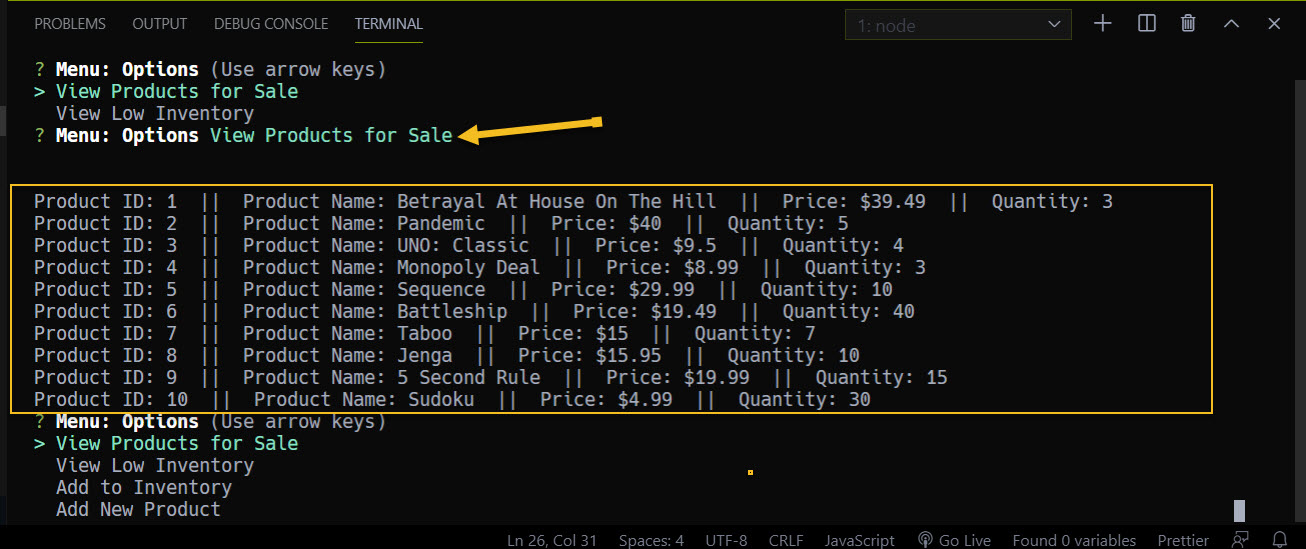 PROBLEMS OUTPUT DEBUG CONSOLE TERMINAL 1: node
? Menu: Options (Use arrow keys)
> View Products for Sale
View Low Inventory
? Menu: Options View Products for Sale
Product ID: 1 || Product Name: Betrayal At House On The Hill || Price: $39.49 || Quantity: 3
Product ID: 2 || Product Name: Pandemic || Price: $40 || Quantity: 5
Product ID: 3 || Product Name: UNO: Classic || Price: $9.5 || Quantity: 4
Product ID: 4 || Product Name: Monopoly Deal || Price: $8.99 || Quantity: 3
Product ID: 5 || Product Name: Sequence || Price: $29.99 || Quantity: 10
Product ID: 6 || Product Name: Battleship || Price: $19.49 || Quantity: 40
Product ID: 7 || Product Name: Taboo || Price: $15 || Quantity: 7
Product ID: 8 || Product Name: Jenga || Price: $15.95 || Quantity: 10
Product ID: 9 || Product Name: 5 Second Rule || Price: $19.99 || Quantity: 15
Product ID: 10 || Product Name: Sudoku || Price: $4.99 || Quantity: 30
? Menu: Options (Use arrow keys)
> View Products for Sale
View Low Inventory
Add to Inventory
Add New Product
Ln 26, Col 31 Spaces: 4 UTF-8 CRLF JavaScript Go Live Found 0 variables Prettier